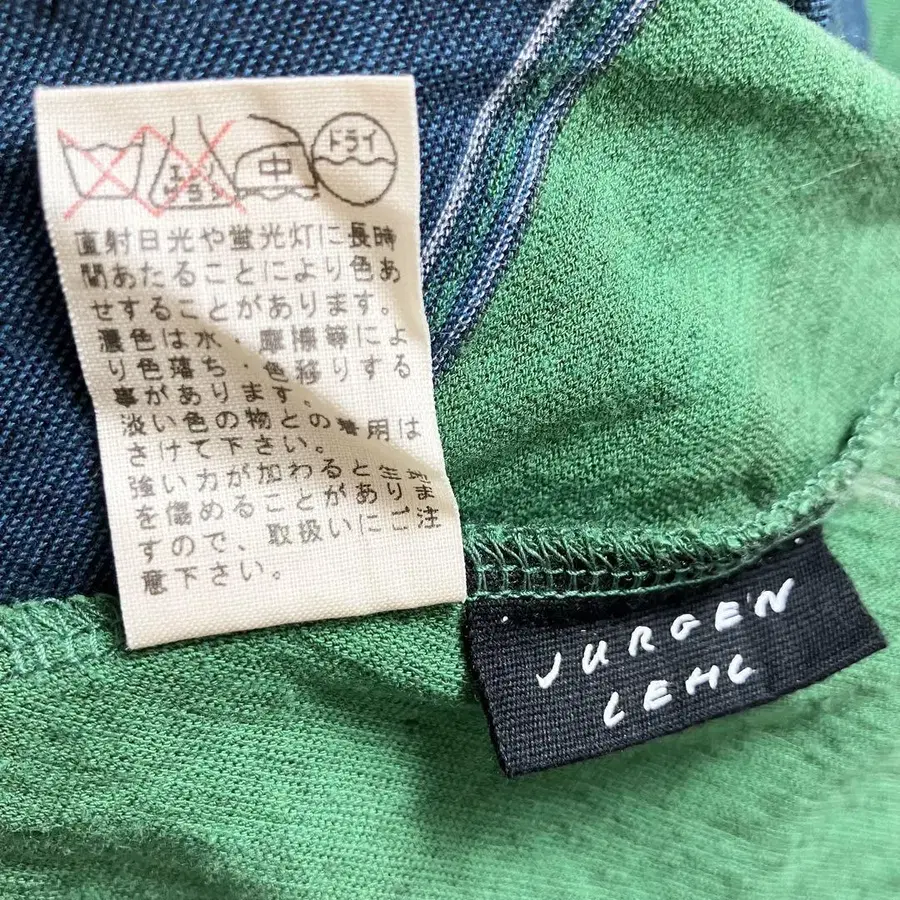 エンソ
サラシ
中
ドライ
直射日光や蛍光灯に長時
間あたることにより色あ
せすることがあります。
濃色は水・摩擦等によ
り色落ち・色移りする
事があります。
淡い色の物との着用は
さけて下さい。
強い力が加わると生地
を傷めることがありま
すので、取扱いにご注
意下さい。
JURGEN
LEHL